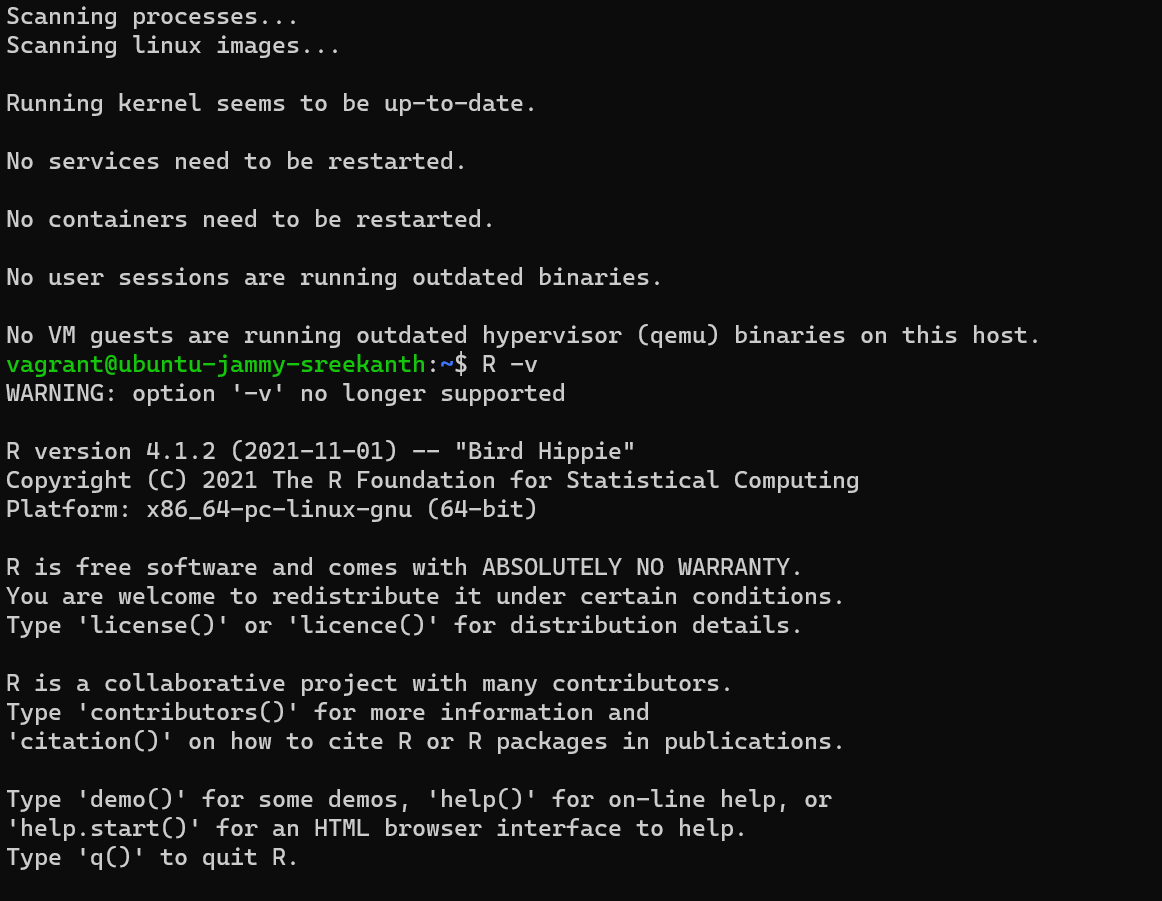 Scanning processes...
Scanning linux images...
Running kernel seems to be up-to-date.
No services need to be restarted.
No containers need to be restarted.
No user sessions are running outdated binaries.
No VM guests are running outdated hypervisor (qemu) binaries on this host.
vagrant@ubuntu-jammy-sreekanth:~$ R -v
WARNING: option '-v' no longer supported
R version 4.1.2 (2021-11-01) -- "Bird Hippie"
Copyright (C) 2021 The R Foundation for Statistical Computing
Platform: x86_64-pc-linux-gnu (64-bit)
R is free software and comes with ABSOLUTELY NO WARRANTY.
You are welcome to redistribute it under certain conditions.
Type 'license()' or 'licence()' for distribution details.
R is a collaborative project with many contributors.
Type 'contributors()' for more information and
'citation()' on how to cite R or R packages in publications.
Type 'demo()' for some demos, 'help()' for on-line help, or
'help.start()' for an HTML browser interface to help.
Type 'q()' to quit R.